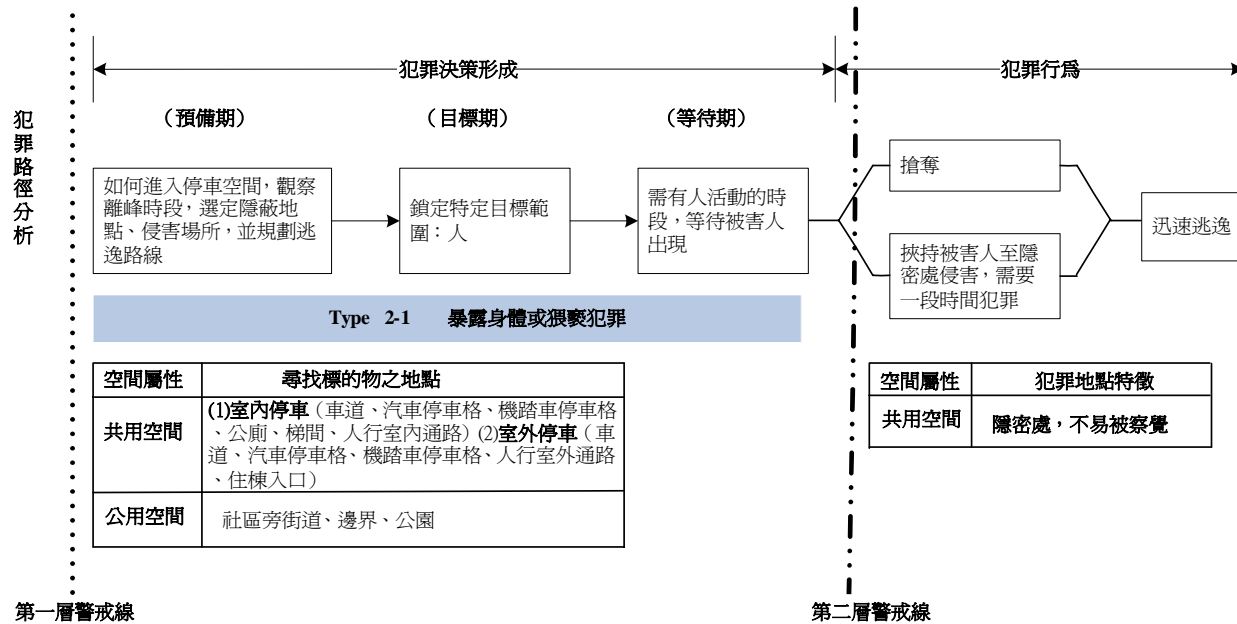 犯罪決策形成
犯罪行為
犯罪路徑分析
（預備期）
（目標期）
（等待期）
如何進入停車空間，觀察
離峰時段，選定隱蔽地
點、侵害場所，並規劃逃
逸路線
鎖定特定目標範
圍：人
需有人活動的時
段，等待被害人
出現
搶奪
挾持被害人至隱
密處侵害，需要
一段時間犯罪
迅速逃逸
Type 2-1 暴露身體或猥褻犯罪
空間屬性 尋找標的物之地點
共用空間
(1)室內停車（車道、汽車停車格、機踏車停車格
、公廁、梯間、人行室內通路）(2)室外停車（車
道、汽車停車格、機踏車停車格、人行室外通路
、住棟入口）
公用空間 社區旁街道、邊界、公園
空間屬性 犯罪地點特徵
共用空間 隱密處，不易被察覺
第一層警戒線
第二層警戒線